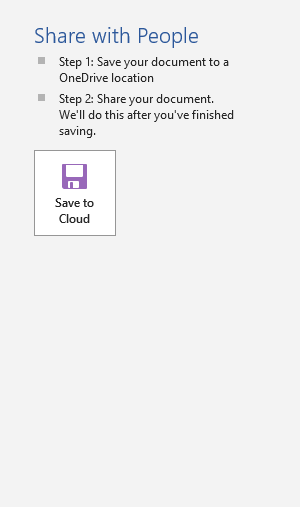 Share with People
Step 1: Save your document to a
OneDrive location
Step 2: Share your document.
We'll do this after you've finished
saving.
Save to
Cloud